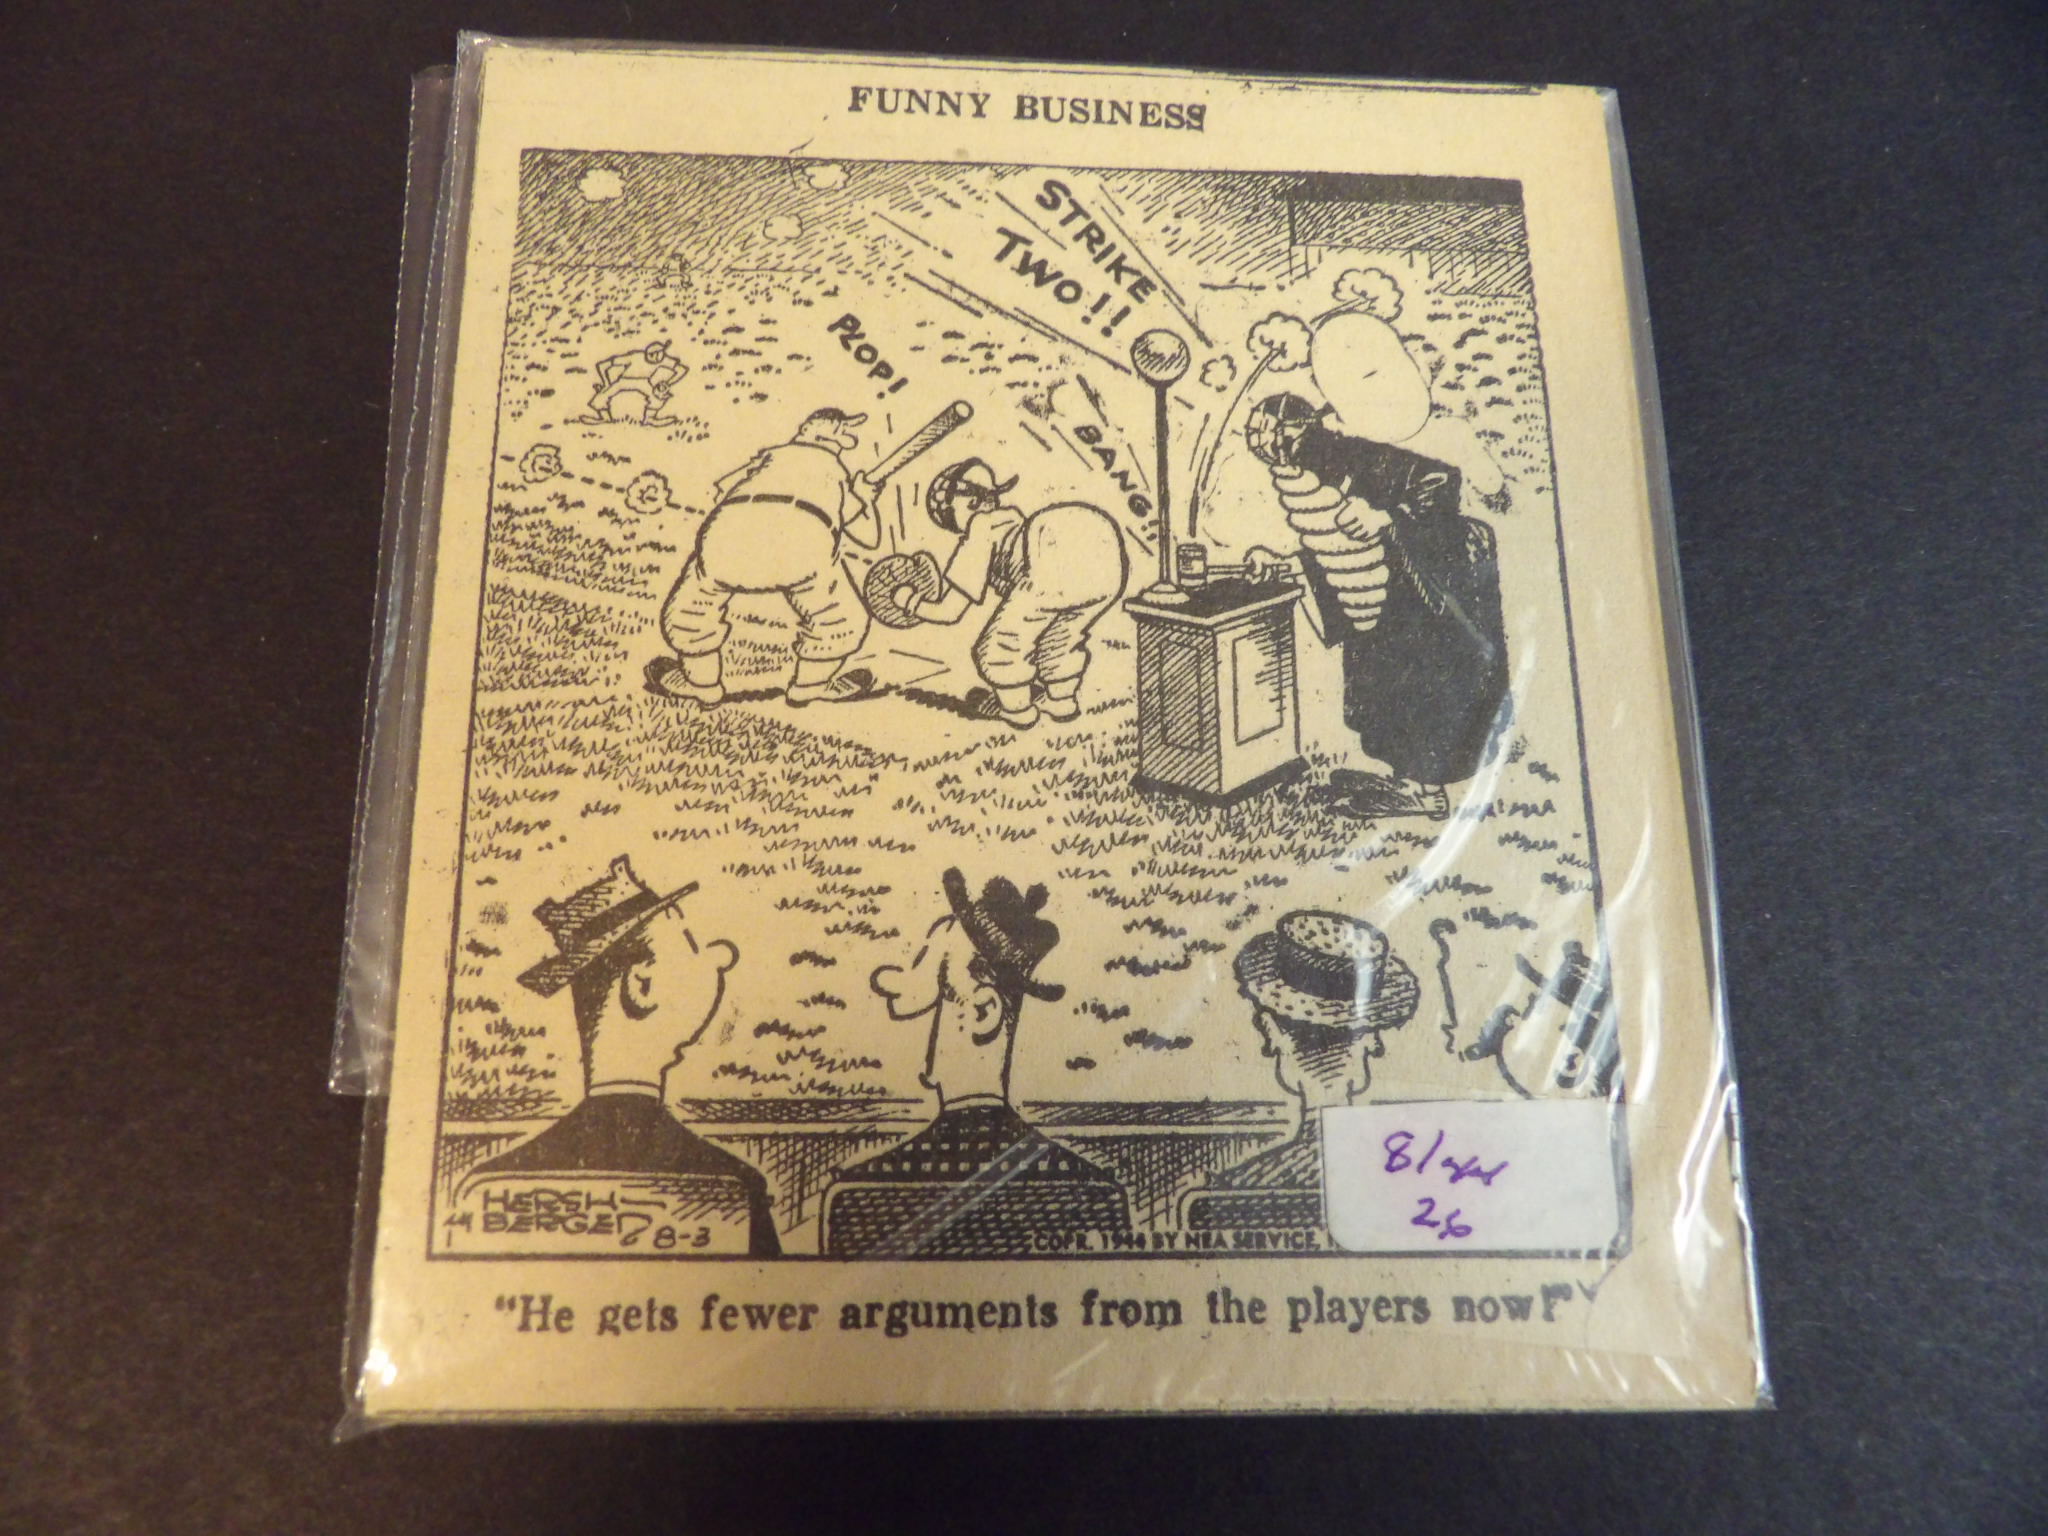 FUNNY BUSINESS
STRIKE
TWO!!
PLOP!
BANG!!
HERSH
BERGER
8-3
COPR. 1944 BY NEA SERVICE,
8/
26
"He gets fewer arguments from the players now!"